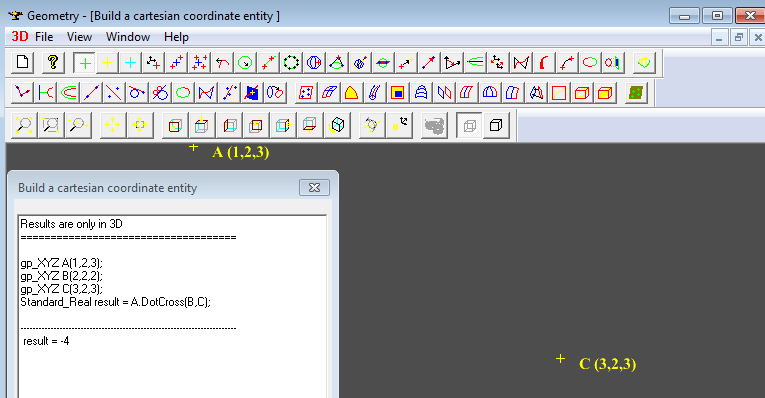 Geometry - [Build a cartesian coordinate entity ]
3D File View Window Help
A (1,2,3)
Build a cartesian coordinate entity
Results are only in 3D
====================================
gp_XYZ A(1,2,3);
gp_XYZ B(2,2,2);
gp_XYZ C(3,2,3);
Standard_Real result = A.DotCross(B,C);
------------------------------------------------------------------------
result = -4
C (3,2,3)